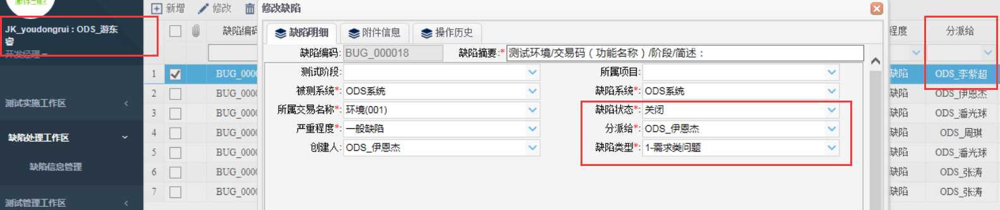 JK_youdongrui : ODS_游东
睿
开发经理
测试实施工作区
缺陷处理工作区
缺陷信息管理
测试管理工作区
新增 修改
缺陷编码
1 BUG_0000
2 BUG_0000
3 BUG_0000
4 BUG_0000
5 BUG_0000
6 BUG_0000
7 BUG_0000
修改缺陷
缺陷明细 附件信息 操作历史
缺陷编码: BUG_000018 缺陷摘要:* 测试环境/交易码（功能名称）/阶段/简述：
测试阶段: 所属项目:
被测系统*: ODS系统 缺陷系统*: ODS系统
所属交易名称*: 环境(001) 缺陷状态*: 关闭
严重程度*: 一般缺陷 分派给*: ODS_伊恩杰
创建人: ODS_伊恩杰 缺陷类型*: 1-需求类问题
程度 分派给
缺陷 ODS_李紫超
缺陷 ODS_伊恩杰
缺陷 ODS_潘光球
缺陷 ODS_周琪
缺陷 ODS_潘光球
缺陷 ODS_张涛
缺陷 ODS_张涛